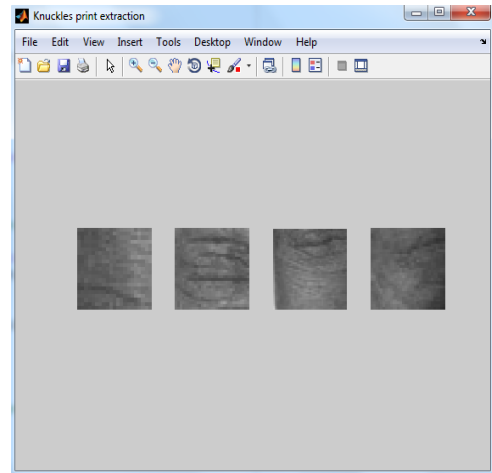 Knuckles print extraction
File Edit View Insert Tools Desktop Window Help